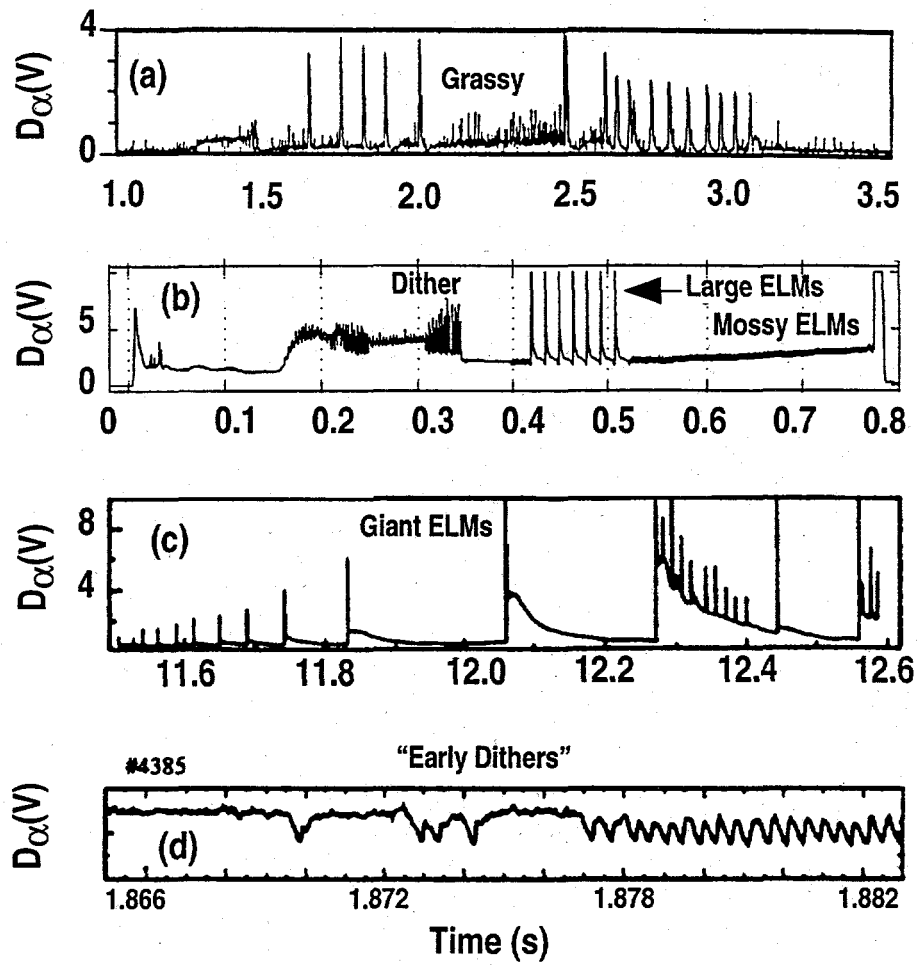 4
(a)
Grassy
Dα(V)
0
1.0 1.5 2.0 2.5 3.0 3.5
(b)
Dither
Large ELMs
Mossy ELMs
Dα(V)
5
0
0 0.1 0.2 0.3 0.4 0.5 0.6 0.7 0.8
8
(c)
Giant ELMs
Dα(V)
4
11.6 11.8 12.0 12.2 12.4 12.6
#4385
“Early Dithers”
Dα(V)
(d)
1.866 1.872 1.878 1.882
Time (s)